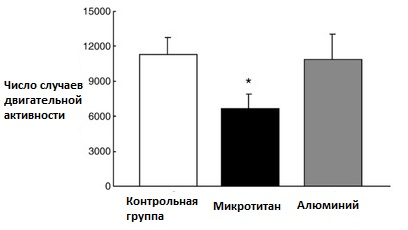 15000
12000
9000
6000
3000
0
Число случаев
двигательной
активности
*
Контрольная
группа
Микротитан
Алюминий